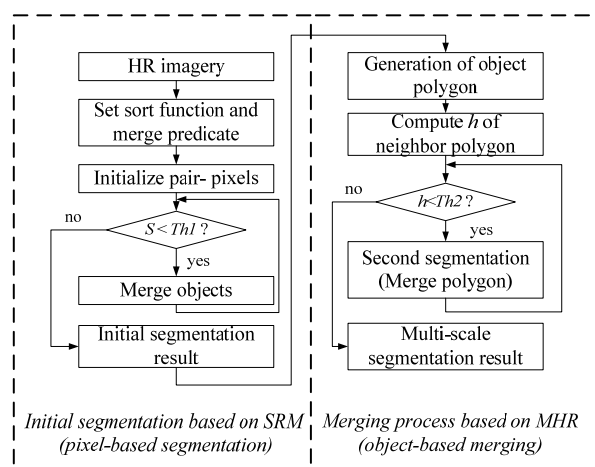 HR imagery
Set sort function and
merge predicate
Initialize pair- pixels
S < Th1 ?
no
yes
Merge objects
Initial segmentation
result
Initial segmentation based on SRM
(pixel-based segmentation)
Generation of object
polygon
Compute h of
neighbor polygon
h<Th2 ?
no
yes
Second segmentation
(Merge polygon)
Multi-scale
segmentation result
Merging process based on MHR
(object-based merging)